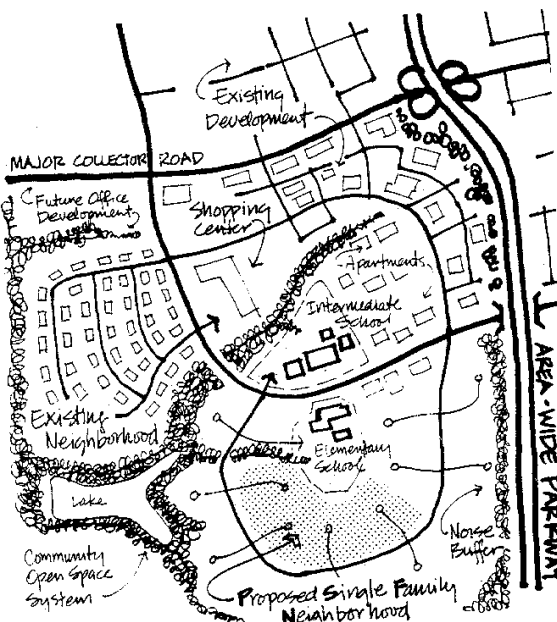 Existing
Development
MAJOR COLLECTOR ROAD
Future Office
Development
Shopping
Center
Apartments
Intermediate
School
Existing
Neighborhood
Elementary
School
Lake
AREA-WIDE PARKWAY
Noise
Buffer
Community
Open Space
System
Proposed Single Family
Neighborhood